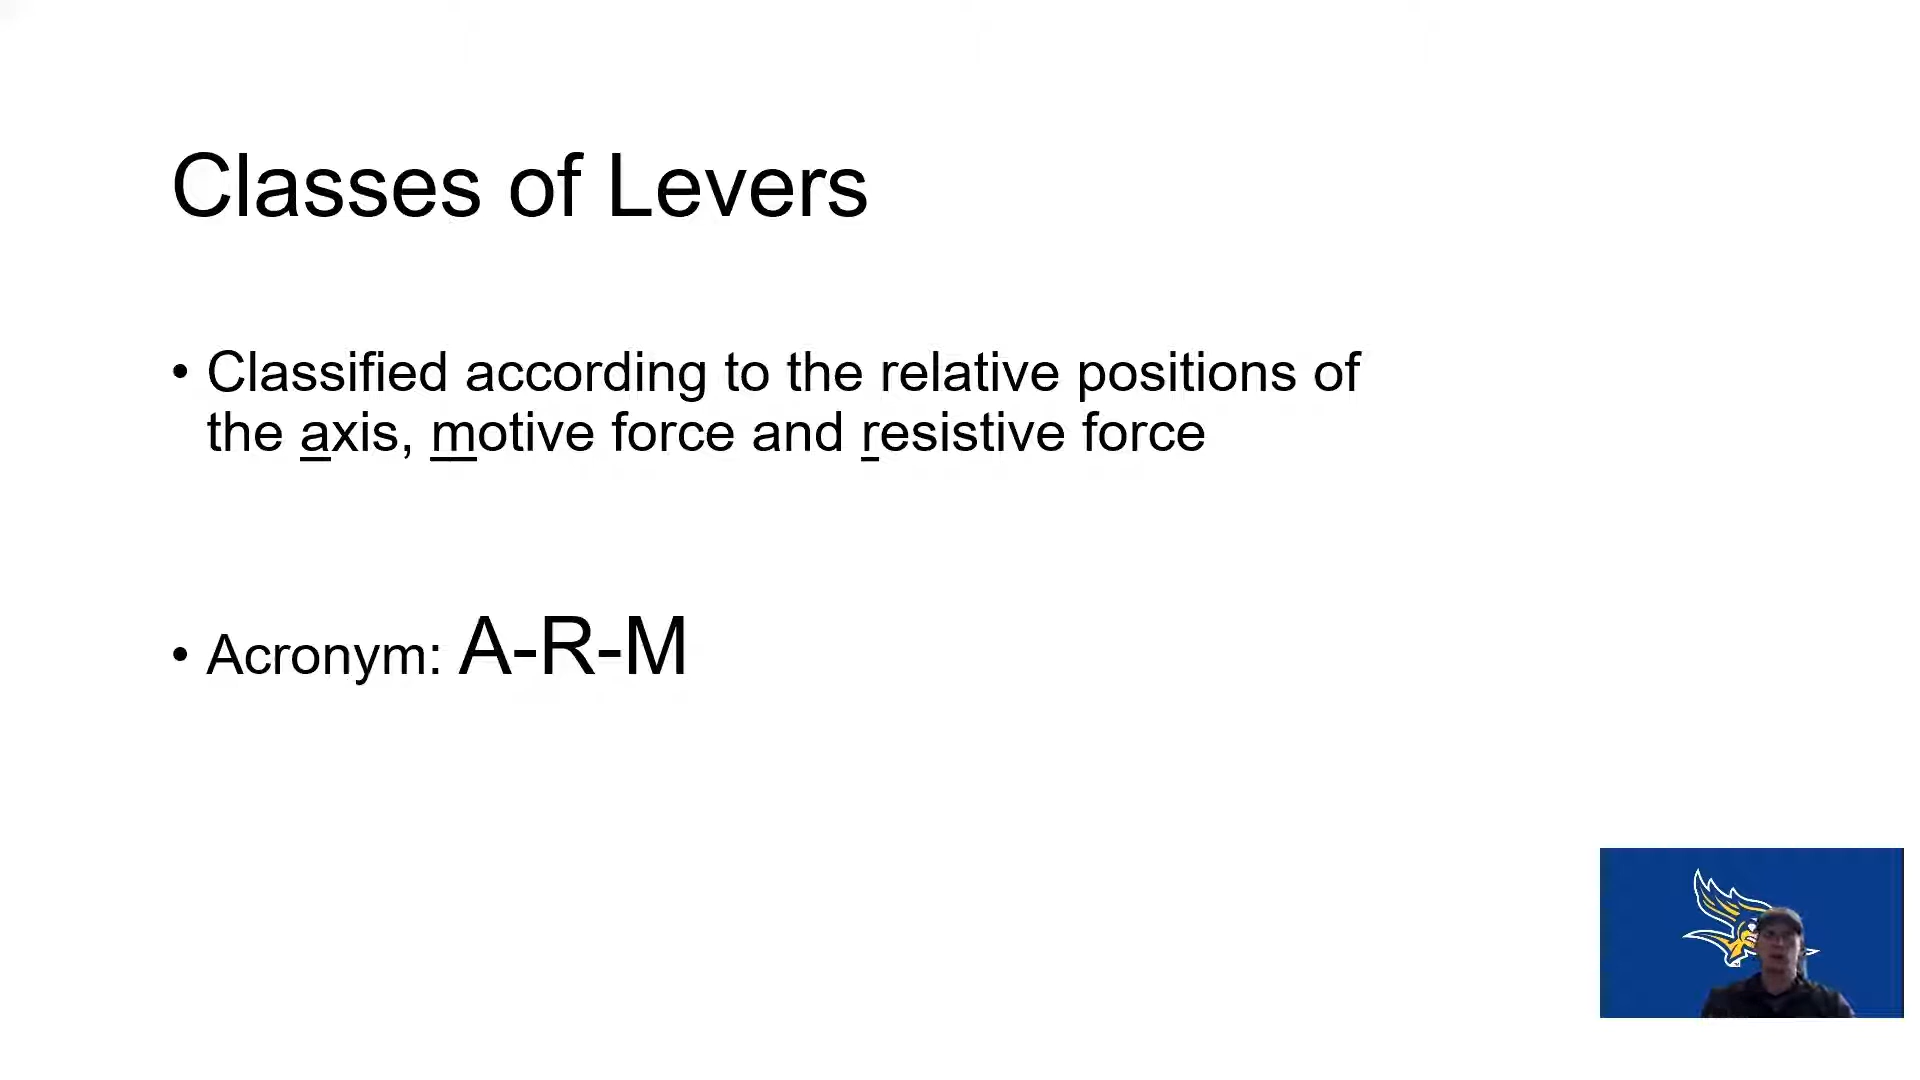 Classes of Levers
• Classified according to the relative positions of
the axis, motive force and resistive force
• Acronym: A-R-M